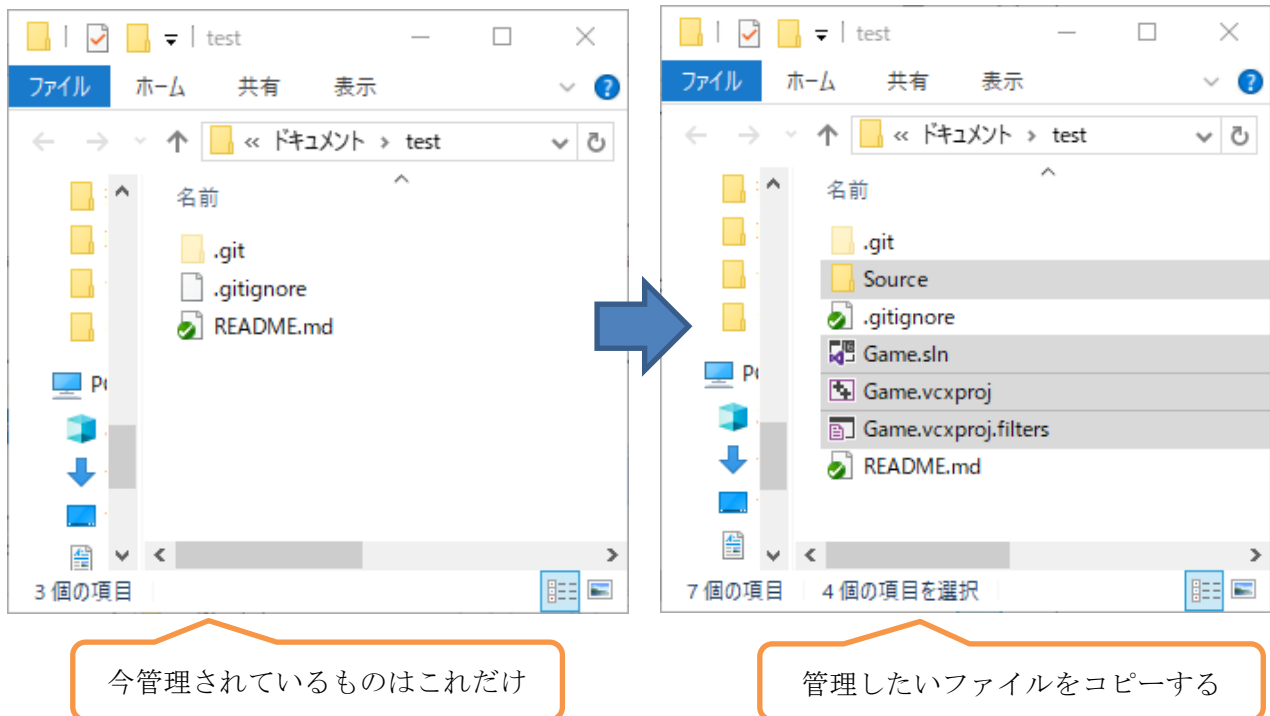 test
ファイル ホーム 共有 表示
« ドキュメント > test
名前
.git
.gitignore
README.md
3 個の項目
今管理されているものはこれだけ
test
ファイル ホーム 共有 表示
« ドキュメント > test
名前
.git
Source
.gitignore
Game.sln
Game.vcxproj
Game.vcxproj.filters
README.md
7 個の項目 4 個の項目を選択
管理したいファイルをコピーする